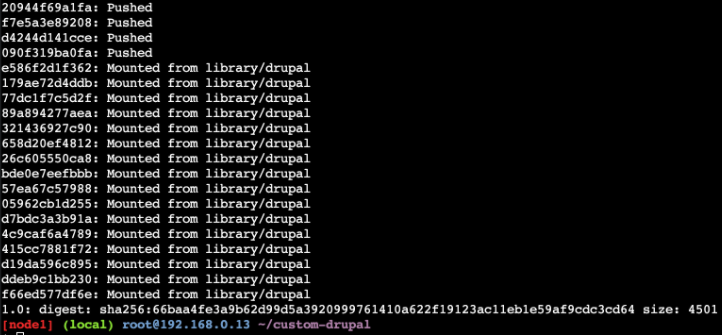 20944f69a1fa: Pushed
f7e5a3e89208: Pushed
d4244d141cce: Pushed
090f319ba0fa: Pushed
e586f2d1f362: Mounted from library/drupal
179ae72d4ddb: Mounted from library/drupal
77dc1f7c5d2f: Mounted from library/drupal
89a894277aea: Mounted from library/drupal
321436927c90: Mounted from library/drupal
658d20ef4812: Mounted from library/drupal
26c605550ca8: Mounted from library/drupal
bde0e7eefbbb: Mounted from library/drupal
57ea67c57988: Mounted from library/drupal
05962cb1d255: Mounted from library/drupal
d7bdc3a3b91a: Mounted from library/drupal
4c9caf6a4789: Mounted from library/drupal
415cc7881f72: Mounted from library/drupal
d19da596c895: Mounted from library/drupal
ddeb9c1bb230: Mounted from library/drupal
f66ed577df6e: Mounted from library/drupal
1.0: digest: sha256:66baa4fe3a9b62d99d5a3920999761410a622f19123ac11eb1e59af9cdc3cd64 size: 4501
[node1] (local) root@192.168.0.13 ~/custom-drupal